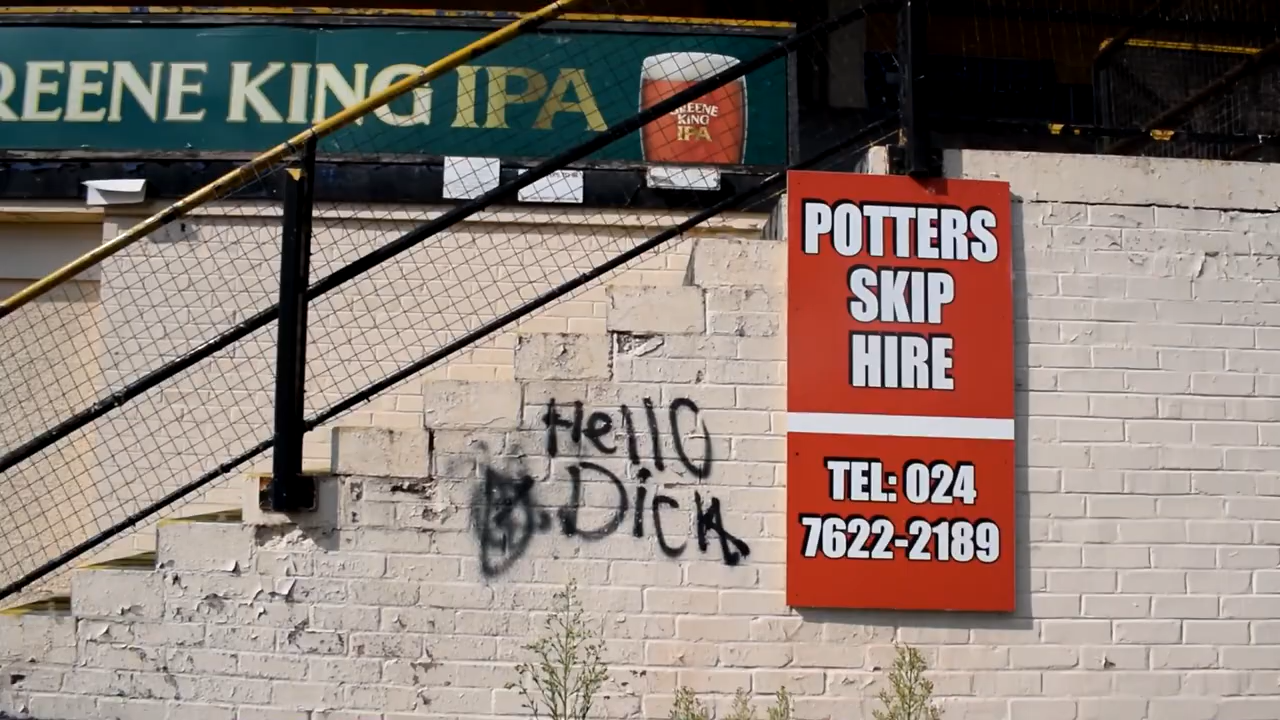 REENE KING IPA
GREENE
KING
IPA
POTTERS
SKIP
HIRE
TEL: 024
7622-2189
Hello
Dick